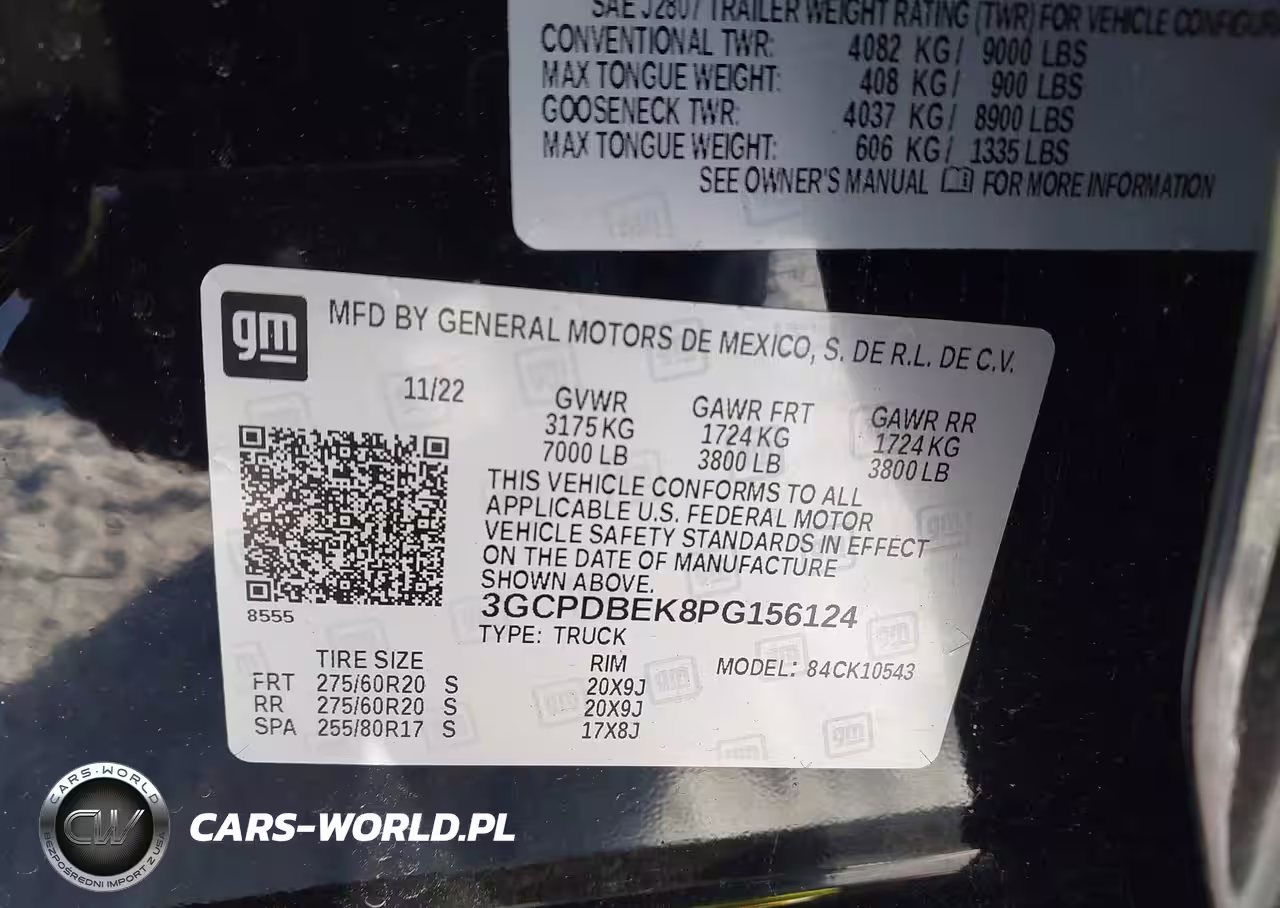 SAE J2807 TRAILER WEIGHT RATING (TWR) FOR VEHICLE
CONVENTIONAL TWR: 4082 KG/ 9000 LBS
MAX TONGUE WEIGHT: 408 KG/ 900 LBS
GOOSENECK TWR: 4037 KG/ 8900 LBS
MAX TONGUE WEIGHT: 606 KG/ 1335 LBS
SEE OWNER'S MANUAL FOR MORE INFORMATION
gm MFD BY GENERAL MOTORS DE MEXICO, S. DE R.L. DE C.V.
11/22 GVWR GAWR FRT GAWR RR
3175 KG 1724 KG 1724 KG
7000 LB 3800 LB 3800 LB
THIS VEHICLE CONFORMS TO ALL
APPLICABLE U.S. FEDERAL MOTOR
VEHICLE SAFETY STANDARDS IN EFFECT
ON THE DATE OF MANUFACTURE
SHOWN ABOVE.
8555 3GCPDBEK8PG156124
TYPE: TRUCK
TIRE SIZE RIM MODEL: 84CK10543
FRT 275/60R20 S 20X9J
RR 275/60R20 S 20X9J
SPA 255/80R17 S 17X8J
CARS-WORLD
CW
BEZPOŚREDNI IMPORT Z USA
CARS-WORLD.PL